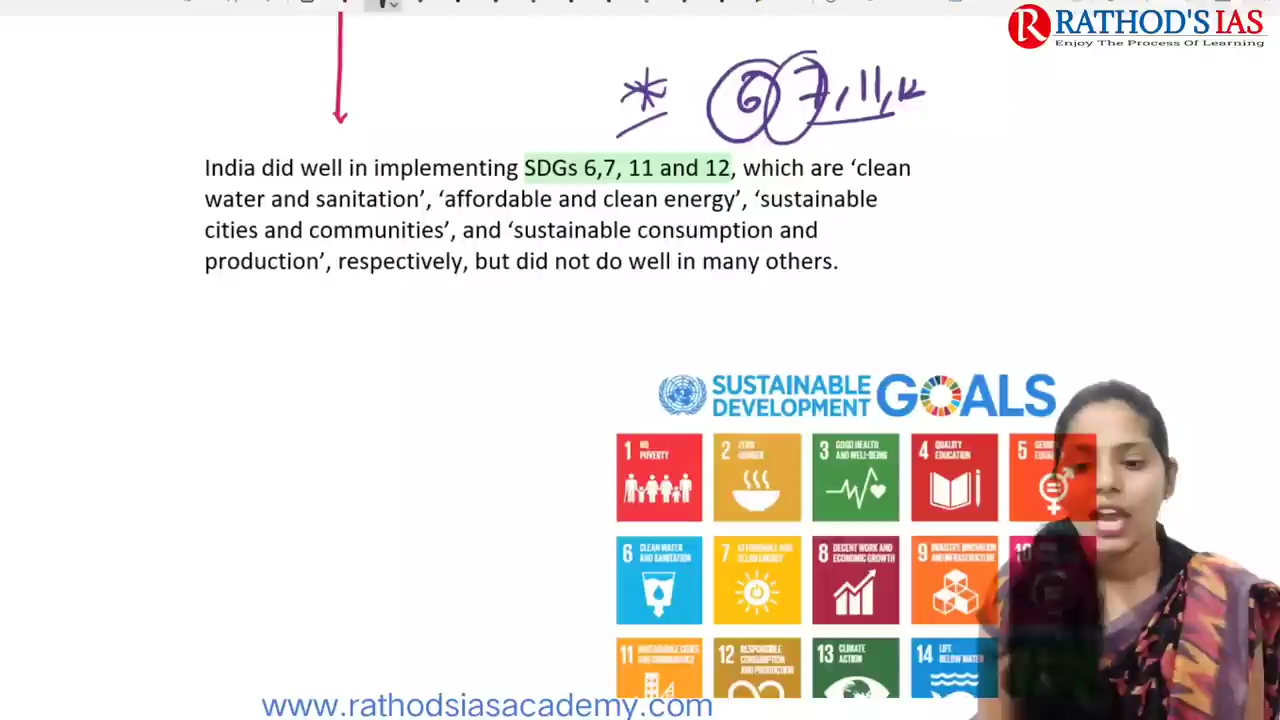 RATHOD'S IAS
Enjoy The Process Of Learning
* 6 7, 11, 12
India did well in implementing SDGs 6,7, 11 and 12, which are ‘clean
water and sanitation’, ‘affordable and clean energy’, ‘sustainable
cities and communities’, and ‘sustainable consumption and
production’, respectively, but did not do well in many others.
SUSTAINABLE
DEVELOPMENT
GOALS
1 NO
POVERTY
2 ZERO
HUNGER
3 GOOD HEALTH
AND WELL-BEING
4 QUALITY
EDUCATION
5
6 CLEAN WATER
AND SANITATION
7 AFFORDABLE AND
CLEAN ENERGY
8 DECENT WORK AND
ECONOMIC GROWTH
9 INDUSTRY, INNOVATION
AND INFRASTRUCTURE
10
11 SUSTAINABLE CITIES
AND COMMUNITIES
12 RESPONSIBLE
CONSUMPTION
AND PRODUCTION
13 CLIMATE
ACTION
14 LIFE
BELOW WATER
www.rathodsiasacademy.com